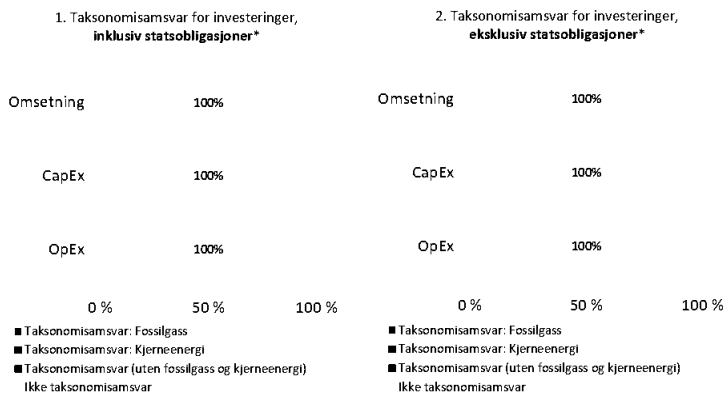 1. Taksonomisamsvar for investeringer,
inklusiv statsobligasjoner*
Omsetning
100%
CapEx
100%
OpEx
100%
0 %
50 %
100 %
Taksonomisamsvar: Fossilgass
Taksonomisamsvar: Kjerneenergi
Taksonomisamsvar (uten fossilgass og kjerneenergi)
Ikke taksonomisamsvar
2. Taksonomisamsvar for investeringer,
eksklusiv statsobligasjoner*
Omsetning
100%
CapEx
100%
OpEx
100%
0 %
50 %
100 %
Taksonomisamsvar: Fossilgass
Taksonomisamsvar: Kjerneenergi
Taksonomisamsvar (uten fossilgass og kjerneenergi)
Ikke taksonomisamsvar